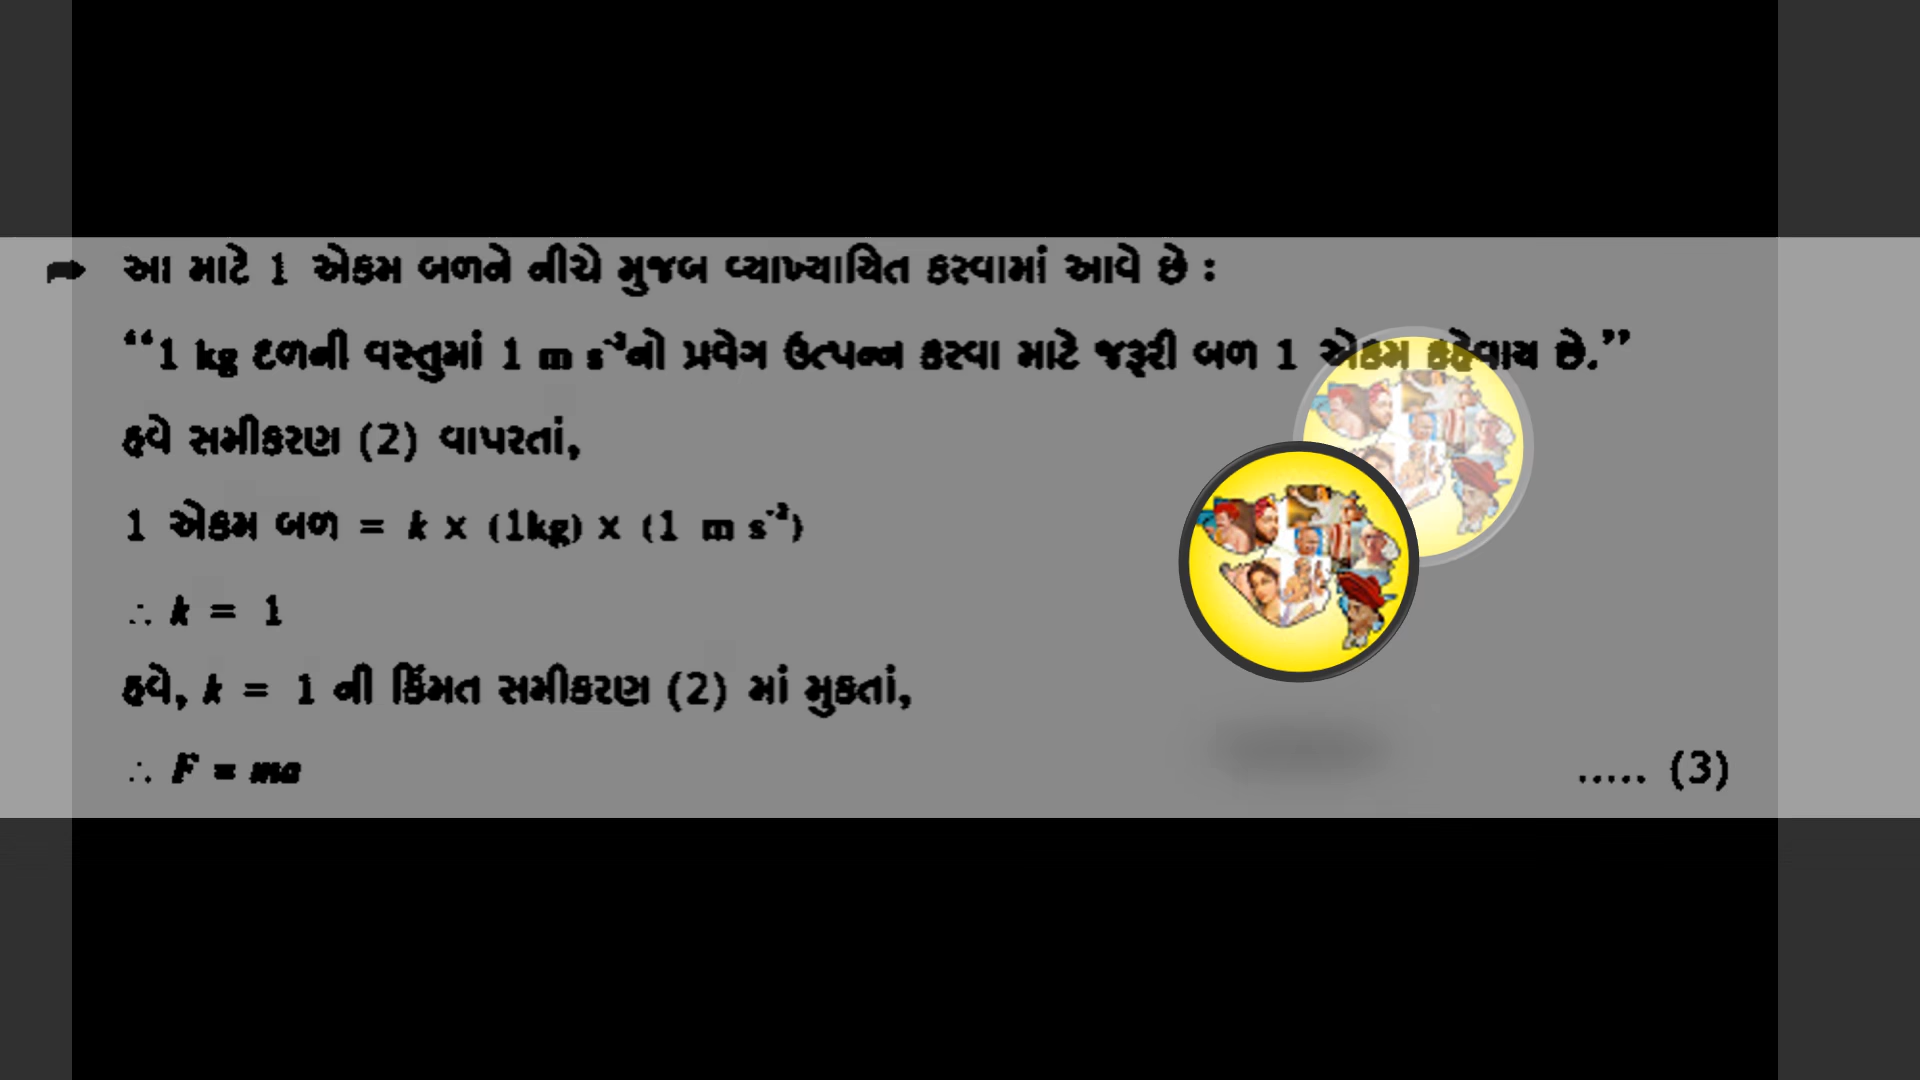 ➡ આ માટે 1 એકમ બળને નીચે મુજબ વ્યાખ્યાયિત કરવામાં આવે છે :
“1 kg દળની વસ્તુમાં 1 m s⁻²નો પ્રવેગ ઉત્પન્ન કરવા માટે જરૂરી બળ 1 એકમ કહેવાય છે.”
હવે સમીકરણ (2) વાપરતાં,
1 એકમ બળ = k x (1kg) x (1 m s⁻²)
∴ k = 1
હવે, k = 1 ની કિંમત સમીકરણ (2) માં મુકતાં,
∴ F = ma ..... (3)